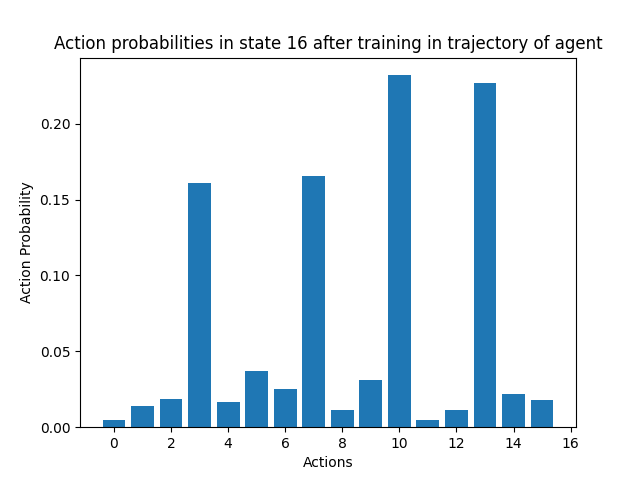 Action probabilities in state 16 after training in trajectory of agent
0.20
0.15
0.10
0.05
0.00
Action Probability
0 2 4 6 8 10 12 14 16
Actions